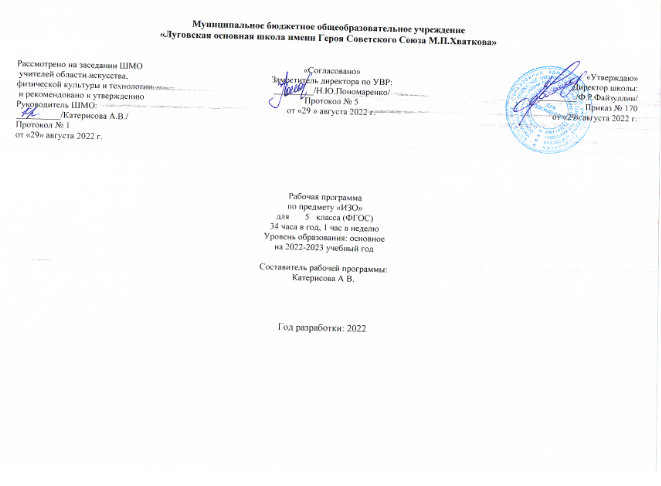 Муниципальное бюджетное общеобразовательное учреждение
«Луговская основная школа имени Героя Советского Союза М.П.Хваткова»
Рассмотрено на заседании ШМО
учителей области искусства,
физической культуры и технологии
и рекомендовано к утверждению
Руководитель ШМО:
/Катерисова А.В./
Протокол № 1
от «29» августа 2022 г.
«Согласовано»
Заместитель директора по УВР:
/Н.Ю.Пономаренко/
Протокол № 5
от «29 » августа 2022 г.
«Утверждаю»
Директор школы:
/Ф.Р.Файзуллин/
Приказ № 170
от «29» августа 2022 г.
Рабочая программа
по предмету «ИЗО»
для 5 класса (ФГОС)
34 часа в год, 1 час в неделю
Уровень образования: основное
на 2022-2023 учебный год
Составитель рабочей программы:
Катерисова А В.
Год разработки: 2022